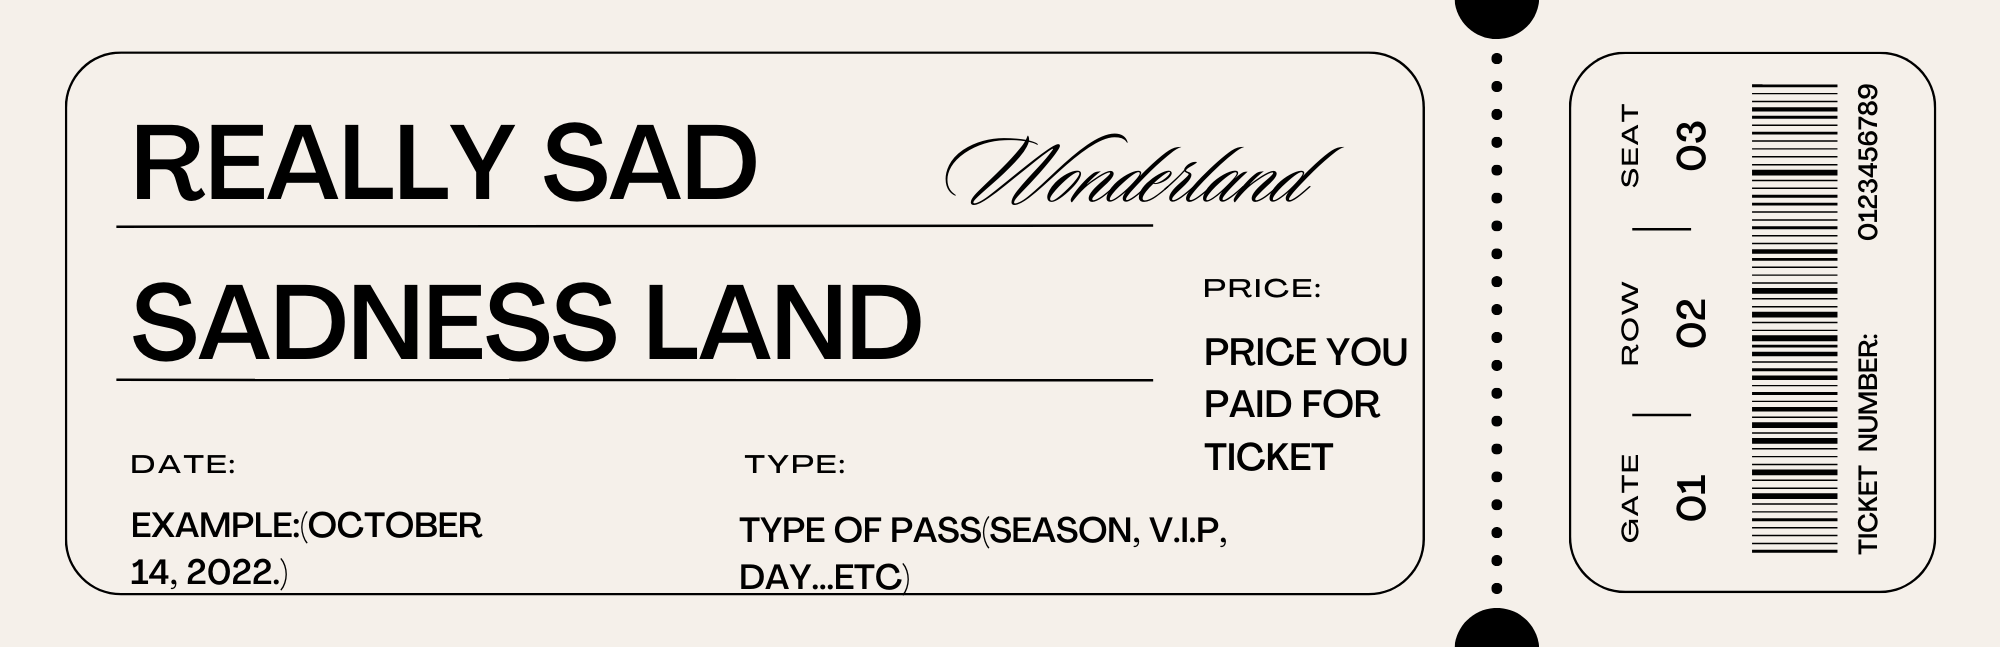 REALLY SAD
Wonderland
SADNESS LAND
PRICE:
PRICE YOU
PAID FOR
TICKET
DATE:
EXAMPLE:(OCTOBER
14, 2022.)
TYPE:
TYPE OF PASS(SEASON, V.I.P,
DAY...ETC)
GATE ROW SEAT
01 02 03
TICKET NUMBER: 0123456789